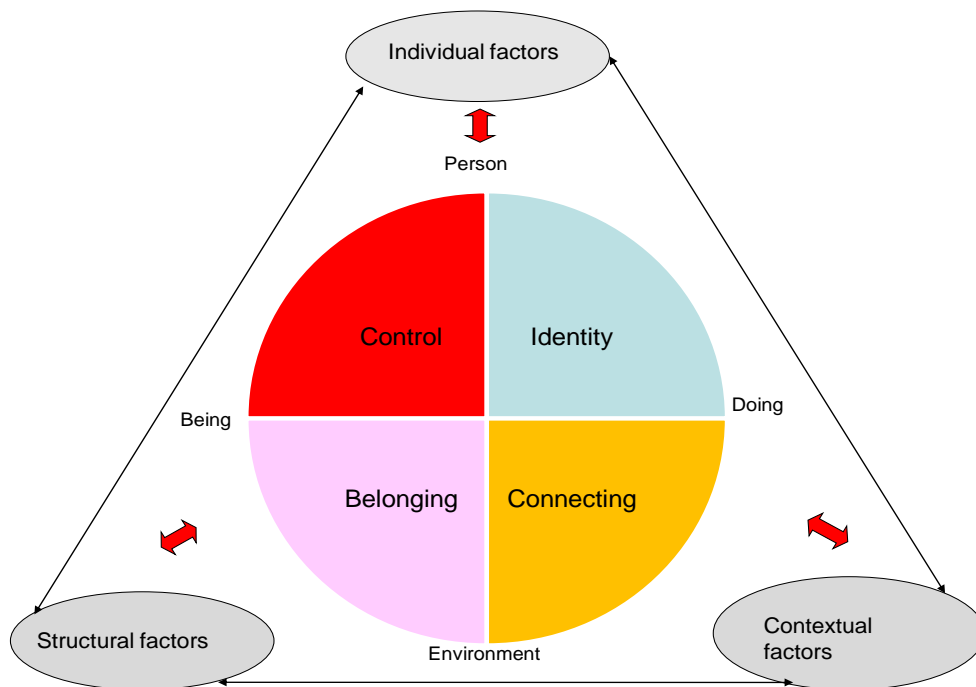 Individual factors
Person
Control
Identity
Being
Doing
Belonging
Connecting
Structural factors
Contextual
factors
Environment